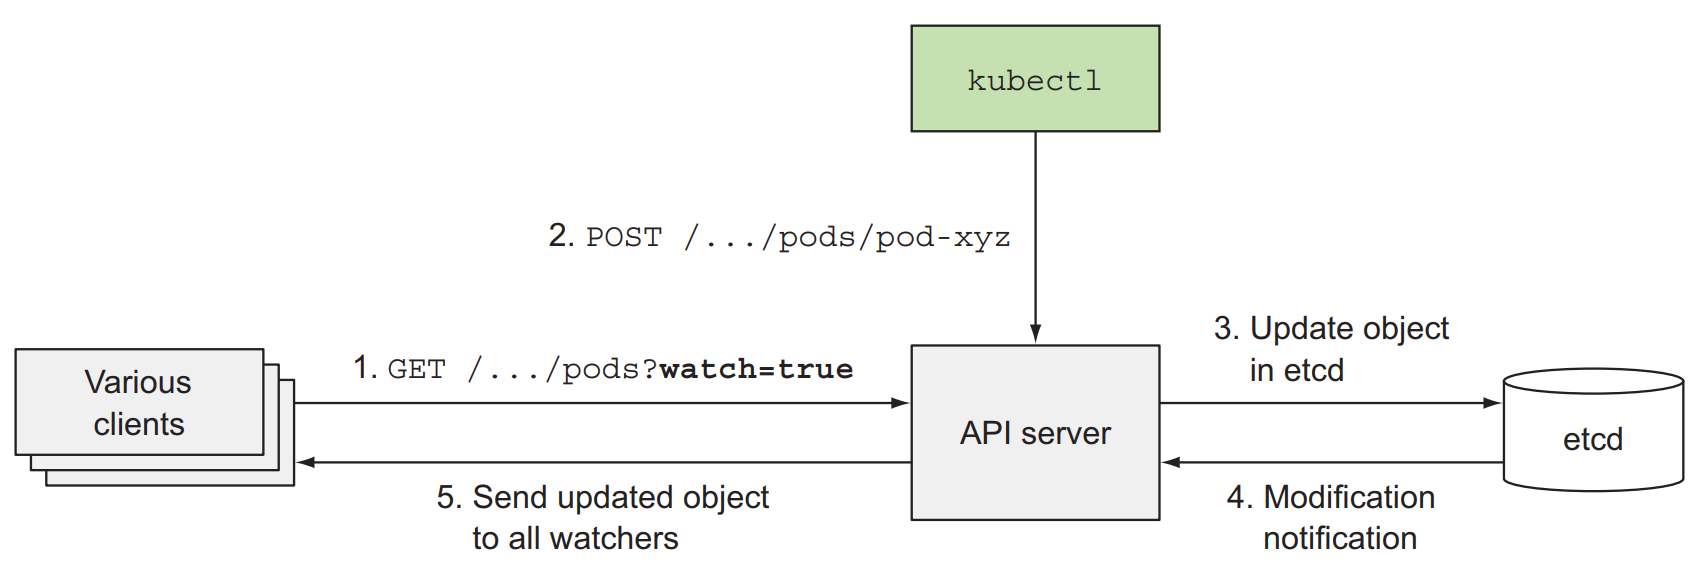 kubectl
2. POST /.../pods/pod-xyz
3. Update object
in etcd
Various
clients
1. GET /.../pods?watch=true
API server
etcd
5. Send updated object
to all watchers
4. Modification
notification